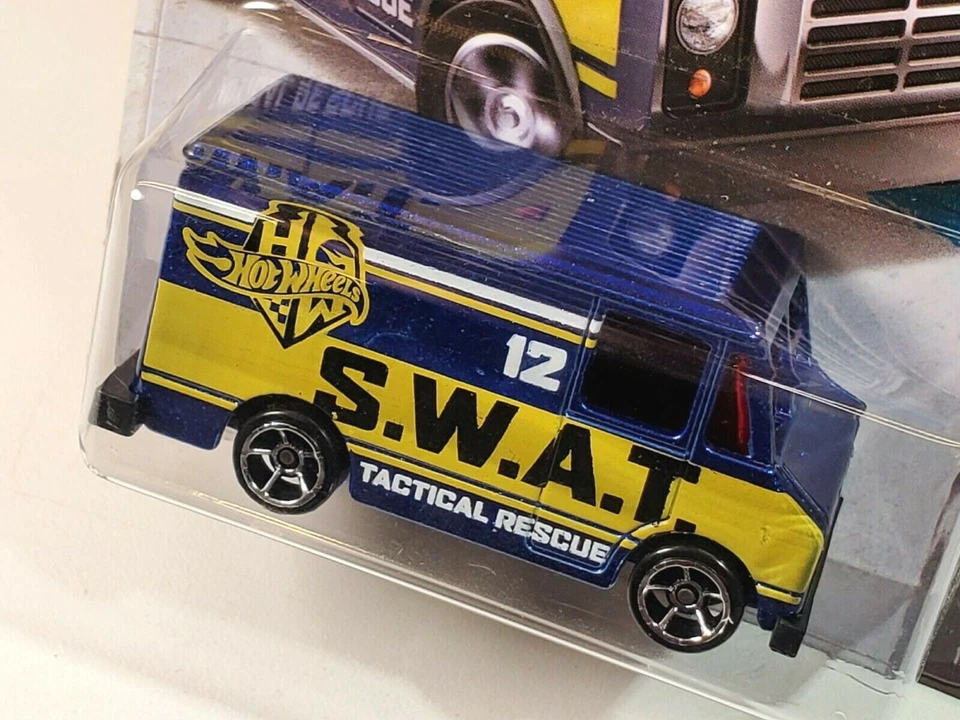 H
HOT WHEELS
W
12
S.W.A.T.
TACTICAL RESCUE